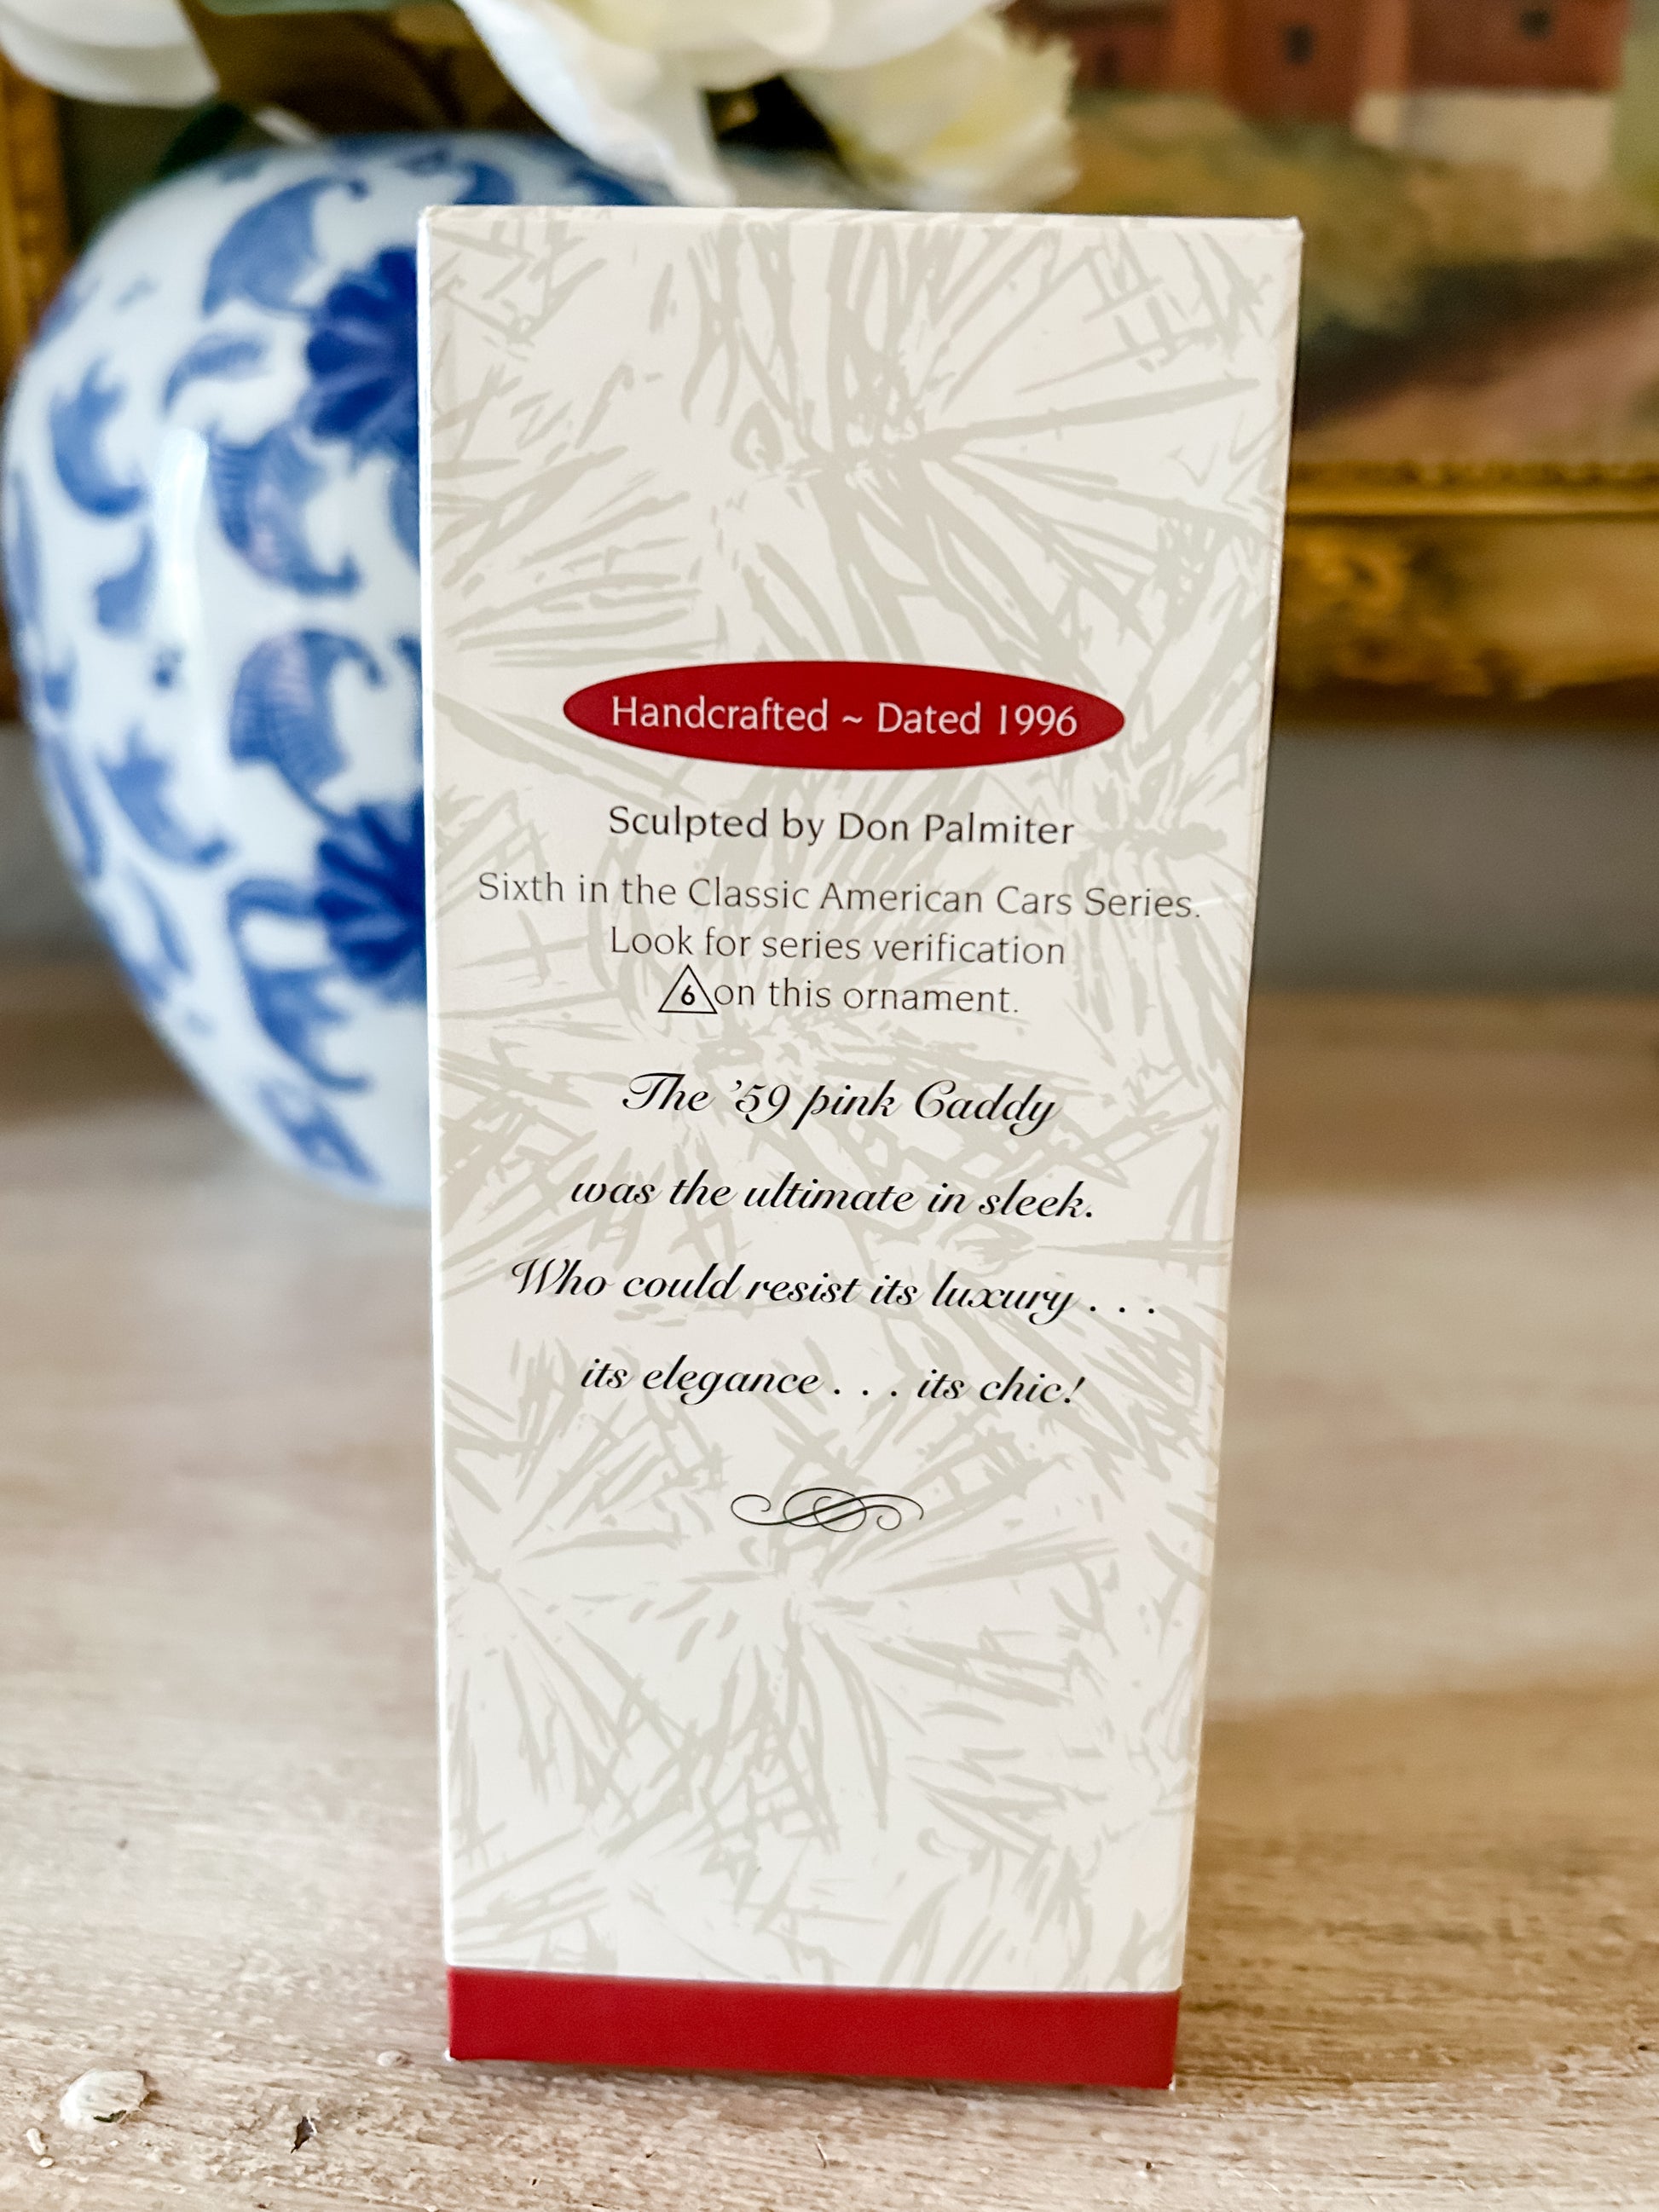 Handcrafted ~ Dated 1996
Sculpted by Don Palmiter
Sixth in the Classic American Cars Series.
Look for series verification
6 on this ornament.
The '59 pink Caddy
was the ultimate in sleek.
Who could resist its luxury . . .
its elegance . . . its chic!